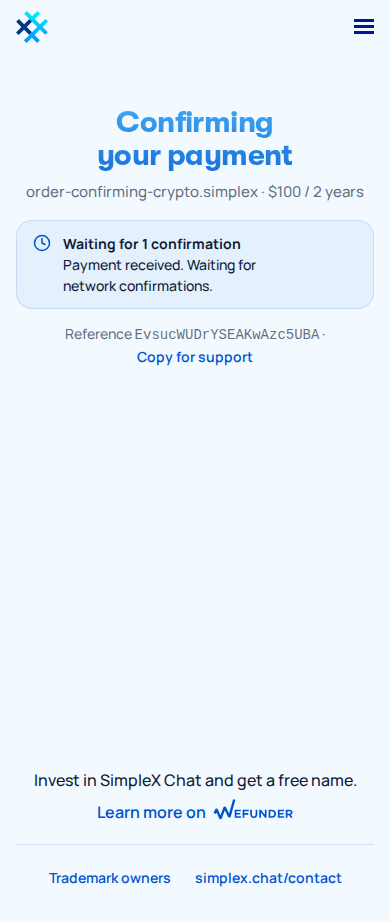 Confirming
your payment
order-confirming-crypto.simplex · $100 / 2 years
Waiting for 1 confirmation
Payment received. Waiting for
network confirmations.
Reference EvsucWUDrYSEAKwAzc5UBA ·
Copy for support
Invest in SimpleX Chat and get a free name.
Learn more on WEFUNDER
Trademark owners simplex.chat/contact